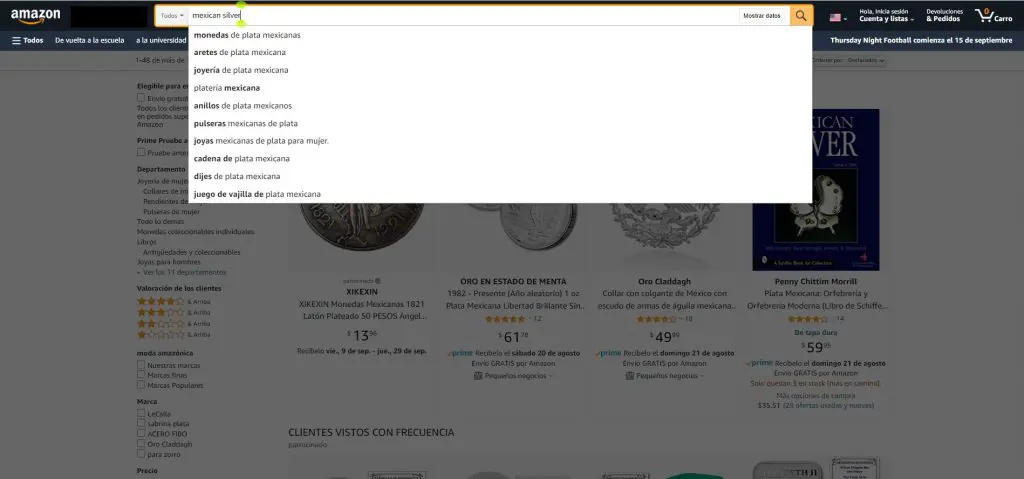 amazon
Todos
mexican silver
Mostrar datos
Hola, Inicia sesión
Cuenta y listas
Devoluciones
& Pedidos
0
Carro
Todos
De vuelta a la escuela
a la universidad
Thursday Night Football comienza el 15 de septiembre
monedas de plata mexicanas
aretes de plata mexicana
joyería de plata mexicana
platería mexicana
anillos de plata mexicanos
pulseras mexicanas de plata
joyas mexicanas de plata para mujer.
cadena de plata mexicana
dijes de plata mexicana
juego de vajilla de plata mexicana
1-48 de más de
Ordenar por:
Destacados
Elegible para en
Envío gratuit
Todos los client
en pedidos supe
Amazon
Prime Pruebe a
Pruebe ante
Departamento
Joyería de muje
Collares de m
Pendientes d
Pulseras de mujer
Todo lo demas
Monedas coleccionables individuales
Libros
Antigüedades y coleccionables
Joyas para hombres
Ver los 11 departamentos
Valoración de los clientes
& Arriba
& Arriba
& Arriba
& Arriba
moda amazónica
Nuestras marcas
Marcas finas
Marcas Populares
Marca
LeCalla
sabrina plata
ACERO FIBO
Oro Claddagh
para zorro
Precio
1821
patrocinado
XIKEXIN
XIKEXIN Monedas Mexicanas 1821
Latón Plateado 50 PESOS Angel...
$ 13 96
Recíbelo vie., 9 de sep. - jue., 29 de sep.
ORO EN ESTADO DE MENTA
1982 - Presente (Año aleatorio) 1 oz
Plata Mexicana Libertad Brillante Sin...
12
$ 61 78
prime Recíbelo el sábado 20 de agosto
Envío GRATIS por Amazon
Pequeños negocios
Oro Claddagh
Collar con colgante de México con
escudo de armas de águila mexicana...
18
$ 49 99
prime Recíbelo el domingo 21 de agosto
Envío GRATIS por Amazon
Pequeños negocios
A Schiffer Book for Collectors
4
Penny Chittim Morrill
Plata Mexicana: Orfebrería y
Orfebrería Moderna (Libro de Schiffe...
14
De tapa dura
$ 59 95
prime Recíbelo el domingo 21 de agosto
Envío GRATIS por Amazon
Solo quedan 3 en stock (más en camino)
Más opciones de compra
$35.51 (28 ofertas usadas y nuevas)
CLIENTES VISTOS CON FRECUENCIA
patrocinado